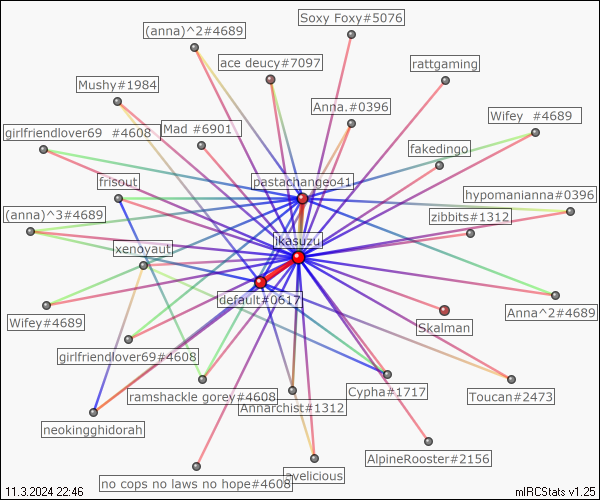 Soxy Foxy#5076
(anna)^2#4689
ace deucy#7097
rattgaming
Mushy#1984
Anna.#0396
Wifey  #4689
girlfriendlover69  #4608
Mad #6901
fakedingo
pastachangeo41
frisout
hypomanianna#0396
(anna)^3#4689
zibbits#1312
ikasuzu
xenoyaut
default#0617
Anna^2#4689
Wifey#4689
Skalman
girlfriendlover69#4608
Cypha#1717
ramshackle gorey#4608
Toucan#2473
Annarchist#1312
neokingghidorah
AlpineRooster#2156
avelicious
no cops no laws no hope#4608
11.3.2024 22:46
mIRCStats v1.25